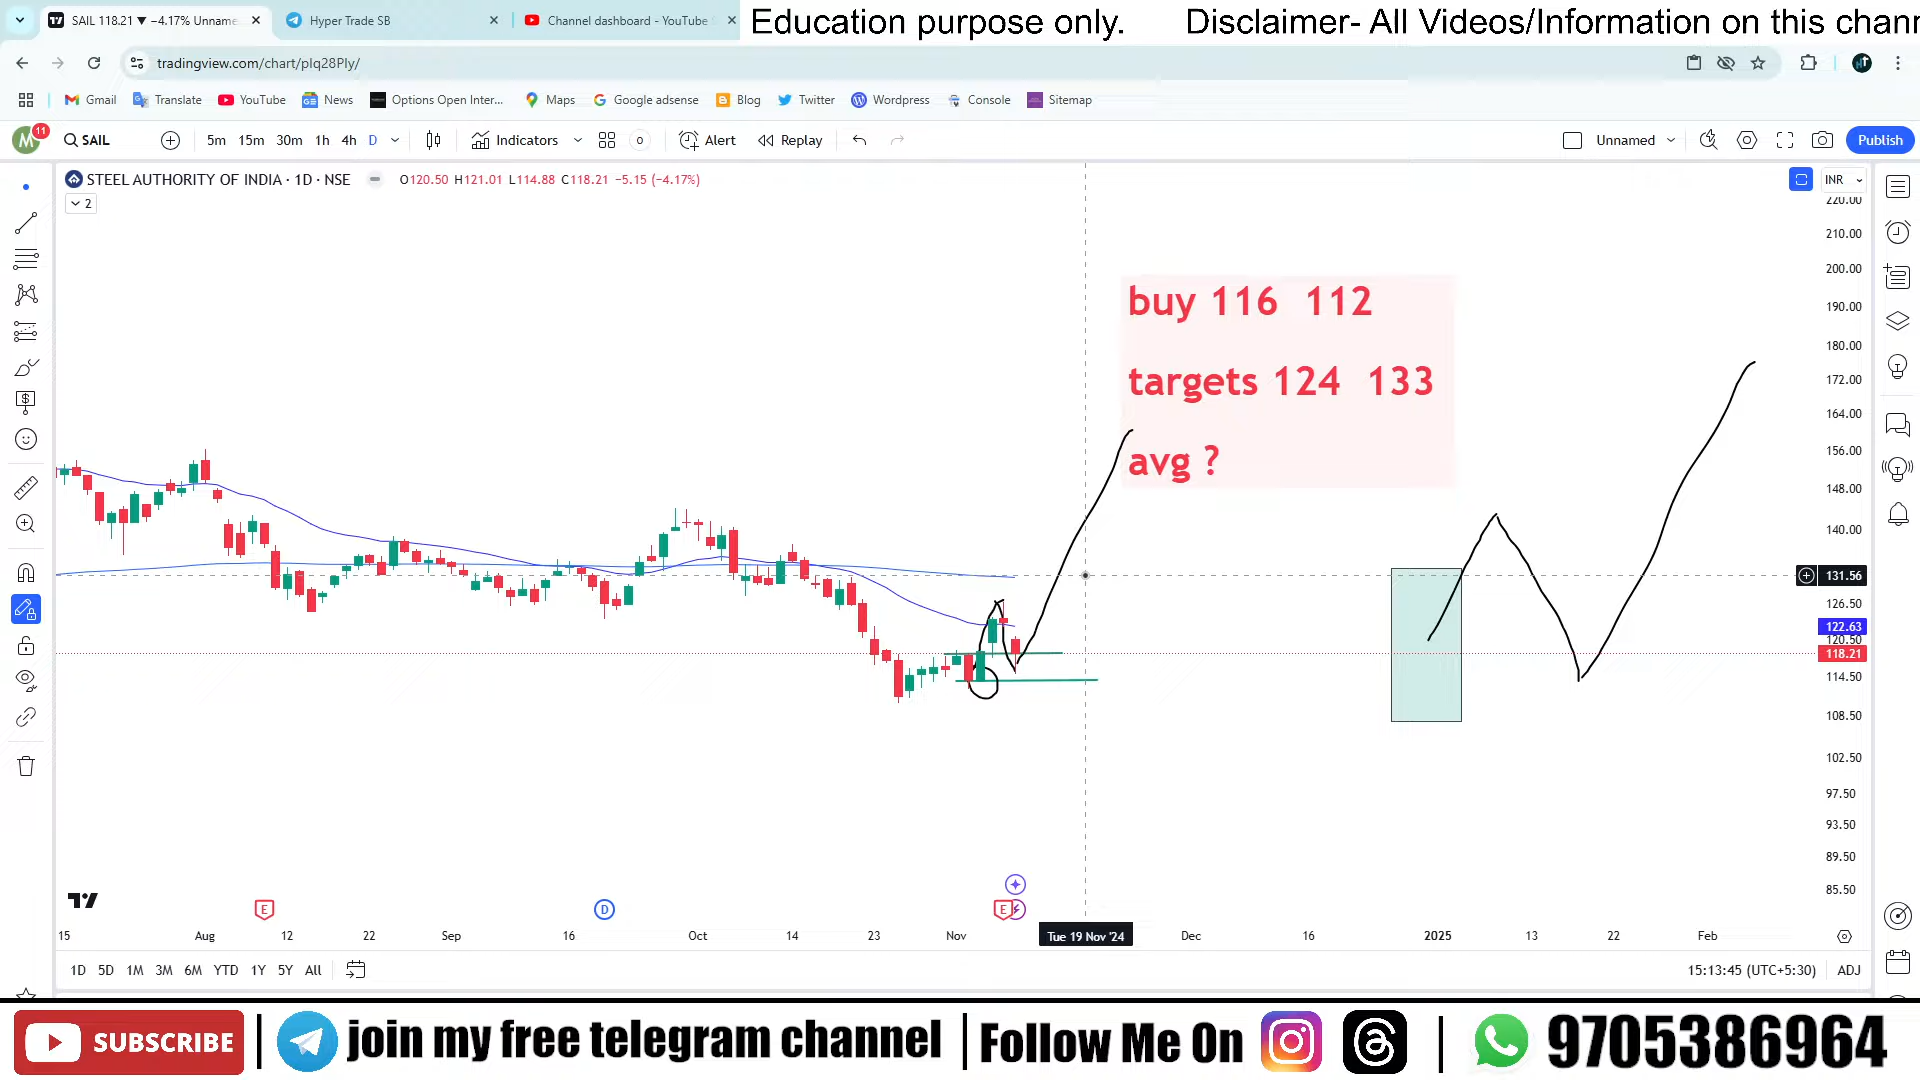 SAIL 118.21 ▼ −4.17% Unname
Hyper Trade SB
Channel dashboard - YouTube
Education purpose only. Disclaimer- All Videos/Information on this chann
tradingview.com/chart/pIq28PIy/
Gmail Translate YouTube News Options Open Inter... Maps Google adsense Blog Twitter Wordpress Console Sitemap
M 11 SAIL 5m 15m 30m 1h 4h D Indicators Alert Replay Unnamed Publish
STEEL AUTHORITY OF INDIA · 1D · NSE O120.50 H121.01 L114.88 C118.21 −5.15 (−4.17%) INR
2
220.00
210.00
200.00
190.00
180.00
172.00
164.00
156.00
148.00
140.00
131.56
126.50
122.63
120.50
118.21
114.50
108.50
102.50
97.50
93.50
89.50
85.50
buy 116 112
targets 124 133
avg ?
E D E
15 Aug 12 22 Sep 16 Oct 14 23 Nov Tue 19 Nov '24 Dec 16 2025 13 22 Feb
1D 5D 1M 3M 6M YTD 1Y 5Y All 15:13:45 (UTC+5:30) ADJ
SUBSCRIBE | join my free telegram channel | Follow Me On | 9705386964